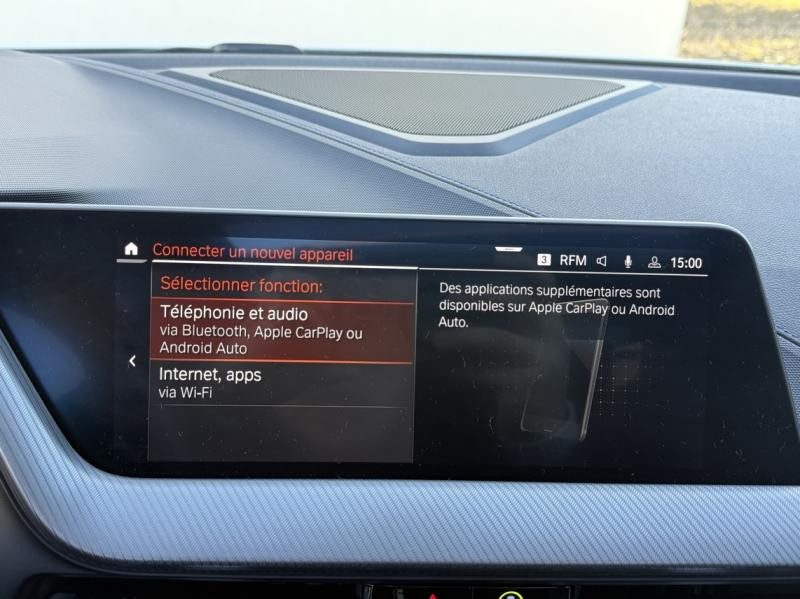 Connecter un nouvel appareil
3 RFM 15:00
Sélectionner fonction:
Téléphonie et audio
via Bluetooth, Apple CarPlay ou
Android Auto
Internet, apps
via Wi-Fi
Des applications supplémentaires sont
disponibles sur Apple CarPlay ou Android
Auto.